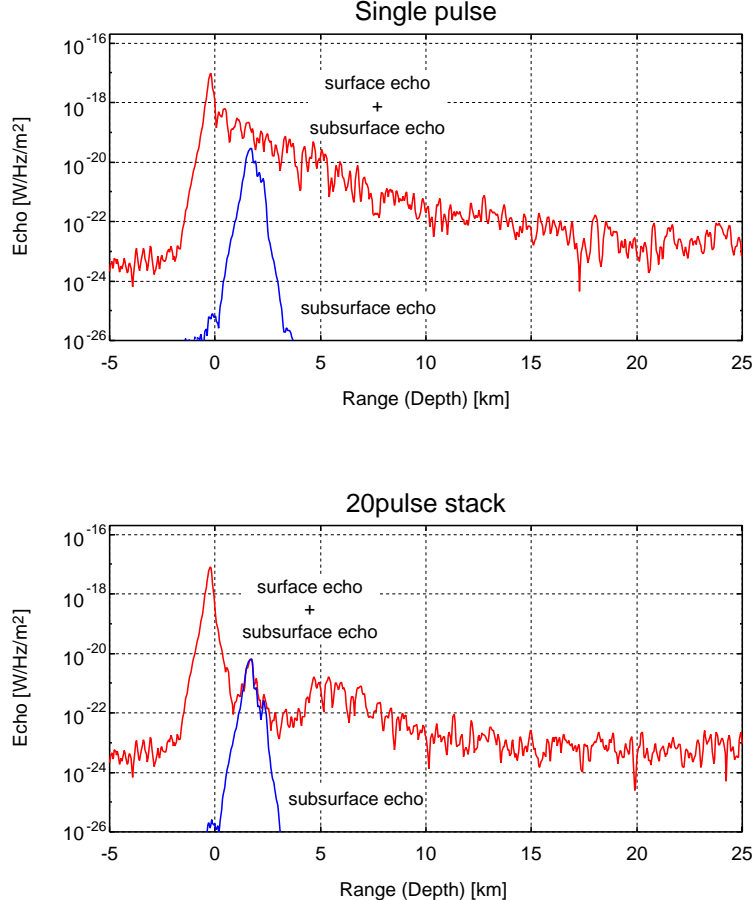 Single pulse
10^-16
surface echo
+
subsurface echo
10^-18
10^-20
10^-22
10^-24
10^-26
Echo [W/Hz/m2]
subsurface echo
-5 0 5 10 15 20 25
Range (Depth) [km]
20pulse stack
10^-16
10^-18
surface echo
+
subsurface echo
10^-20
10^-22
10^-24
10^-26
Echo [W/Hz/m2]
subsurface echo
-5 0 5 10 15 20 25
Range (Depth) [km]